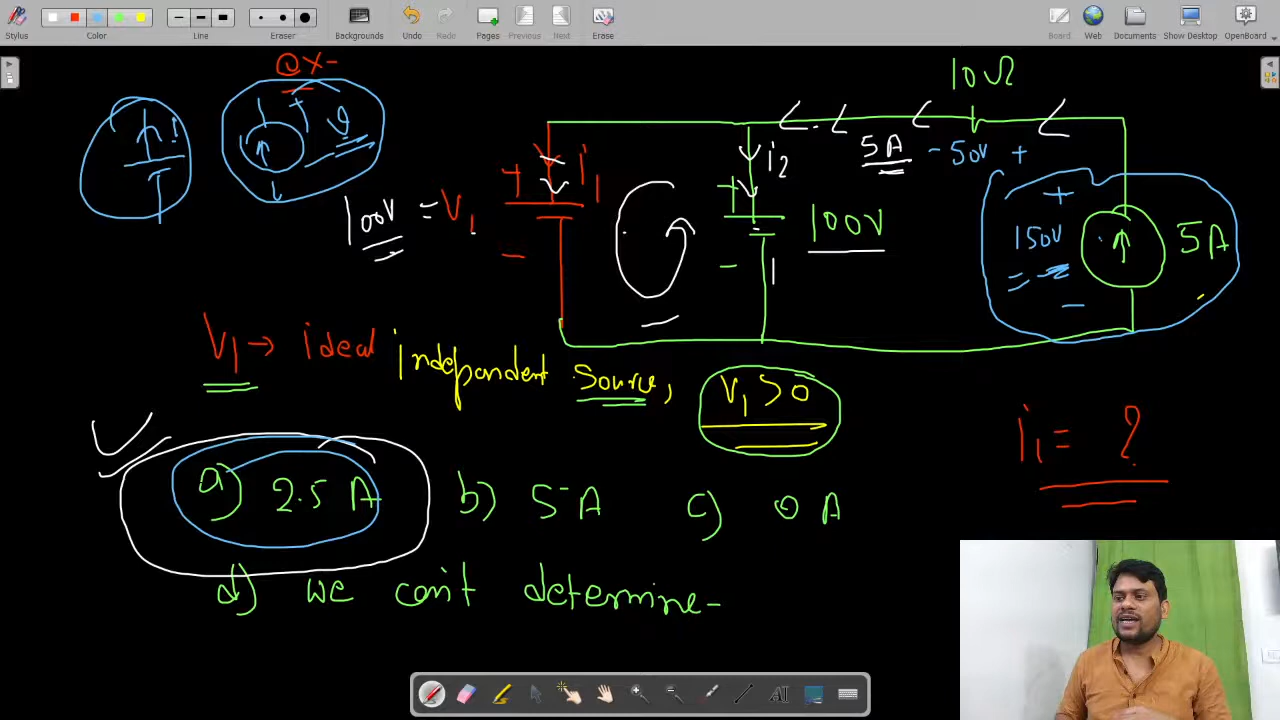 Stylus
Color
Line
Eraser
Backgrounds
Undo
Redo
Pages
Previous
Next
Erase
Board
Web
Documents
Show Desktop
OpenBoard
10Ω
+
i1
i2
5A
- 50V +
100V = V1
+
-
+
-
100V
+
150V
-
5A
V1 → ideal independent source,
V1 > 0
i1 = ?
a) 2.5 A
b) 5 A
c) 0 A
d) we can't determine-